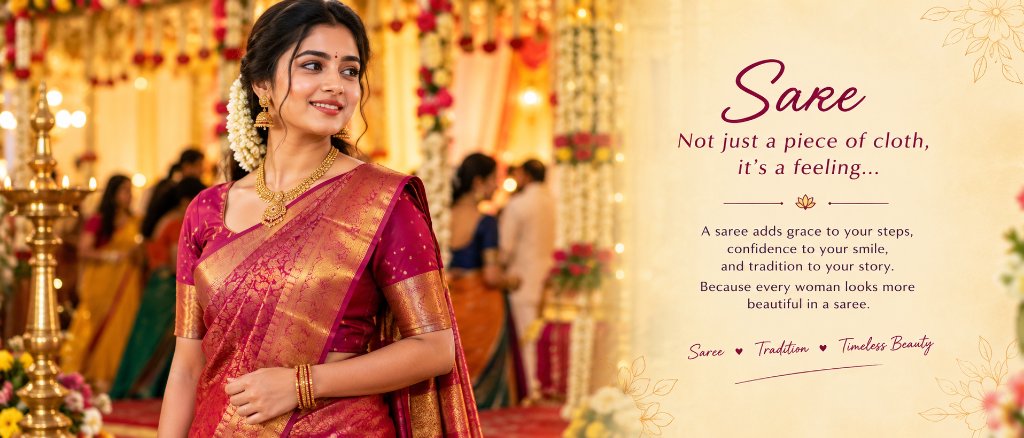 Sare
Not just a piece of cloth,
it's a feeling...
A saree adds grace to your steps,
confidence to your smile,
and tradition to your story.
Because every woman looks more
beautiful in a saree.
Saree ♥ Tradition ♥ Timeless Beauty